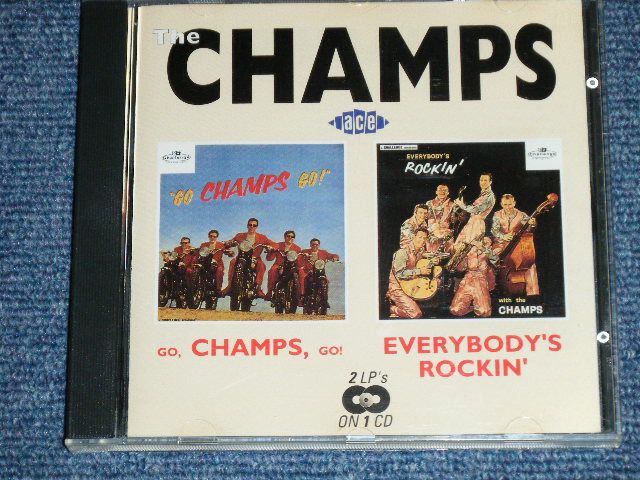 The
CHAMPS
ace
Challenge
"GO CHAMPS GO!"
EVERYBODY'S
ROCKIN'
with the
CHAMPS
GO, CHAMPS, GO!
EVERYBODY'S
ROCKIN'
2 LP's
ON 1 CD